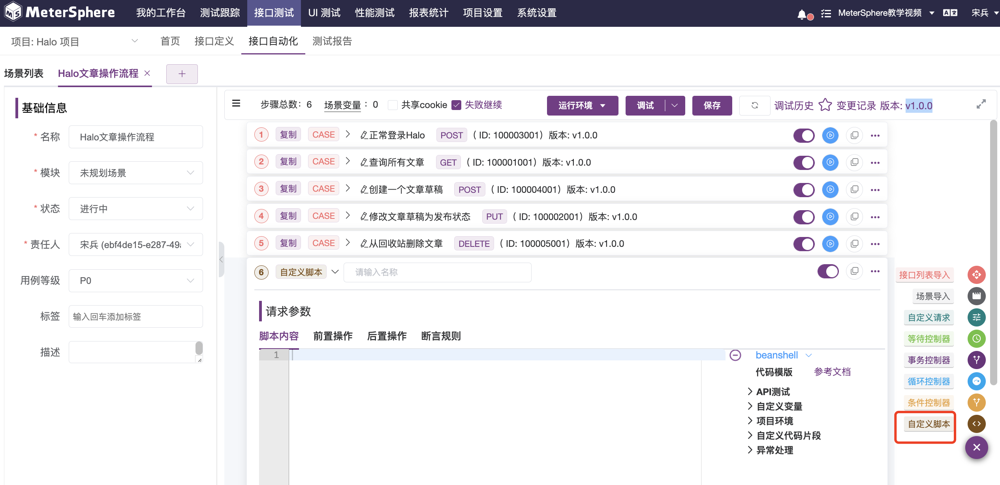 MeterSphere 我的工作台 测试跟踪 接口测试 UI 测试 性能测试 报表统计 项目设置 系统设置 MeterSphere教学视频 宋兵
项目: Halo 项目 首页 接口定义 接口自动化 测试报告
场景列表 Halo文章操作流程
基础信息
* 名称 Halo文章操作流程
* 模块 未规划场景
* 状态 进行中
* 责任人 宋兵 (ebf4de15-e287-49a
用例等级 P0
标签 输入回车添加标签
描述
步骤总数: 6 场景变量 : 0 共享cookie 失败继续 运行环境 调试 保存 调试历史 变更记录 版本: v1.0.0
1 复制 CASE 正常登录Halo POST ( ID: 100003001) 版本: v1.0.0
2 复制 CASE 查询所有文章 GET ( ID: 100001001) 版本: v1.0.0
3 复制 CASE 创建一个文章草稿 POST ( ID: 100004001) 版本: v1.0.0
4 复制 CASE 修改文章草稿为发布状态 PUT ( ID: 100002001) 版本: v1.0.0
5 复制 CASE 从回收站删除文章 DELETE ( ID: 100005001) 版本: v1.0.0
6 自定义脚本 请输入名称
请求参数
脚本内容 前置操作 后置操作 断言规则
1
beanshell
代码模版 参考文档
API测试
自定义变量
项目环境
自定义代码片段
异常处理
接口列表导入
场景导入
自定义请求
等待控制器
事务控制器
循环控制器
条件控制器
自定义脚本